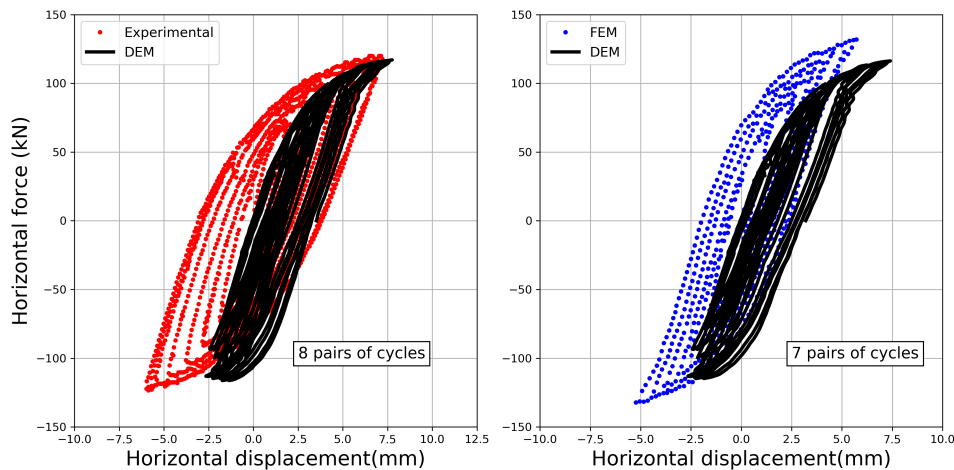 Horizontal force (kN)
150
100
50
0
−50
−100
−150
Experimental
DEM
8 pairs of cycles
−10.0 −7.5 −5.0 −2.5 0.0 2.5 5.0 7.5 10.0 12.5
Horizontal displacement(mm)
150
100
50
0
−50
−100
−150
FEM
DEM
7 pairs of cycles
−10.0 −7.5 −5.0 −2.5 0.0 2.5 5.0 7.5 10.0
Horizontal displacement(mm)